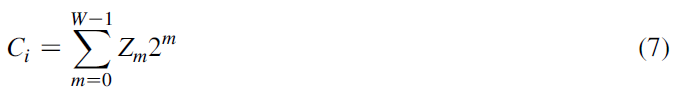 C_i = \sum_{m=0}^{W-1} Z_m 2^m (7)